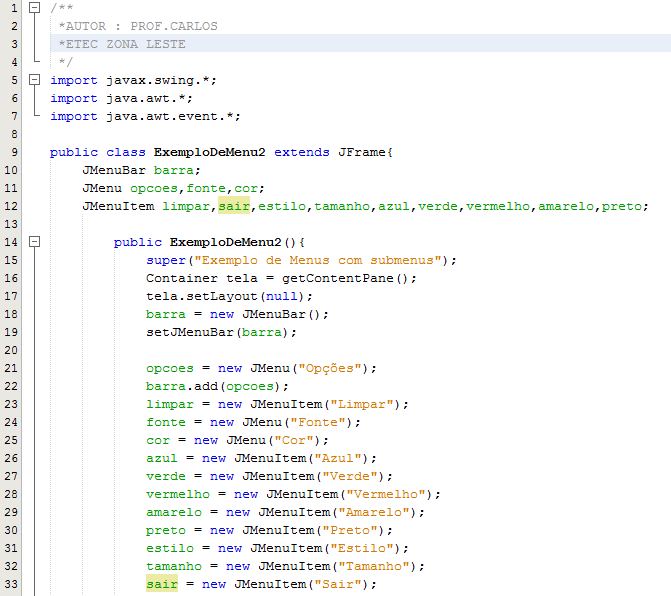 1 /**
2 *AUTOR : PROF.CARLOS
3 *ETEC ZONA LESTE
4 */
5 import javax.swing.*;
6 import java.awt.*;
7 import java.awt.event.*;
8
9 public class ExemploDeMenu2 extends JFrame{
10 JMenuBar barra;
11 JMenu opcoes,fonte,cor;
12 JMenuItem limpar,sair,estilo,tamanho,azul,verde,vermelho,amarelo,preto;
13
14 public ExemploDeMenu2(){
15 super("Exemplo de Menus com submenus");
16 Container tela = getContentPane();
17 tela.setLayout(null);
18 barra = new JMenuBar();
19 setJMenuBar(barra);
20
21 opcoes = new JMenu("Opções");
22 barra.add(opcoes);
23 limpar = new JMenuItem("Limpar");
24 fonte = new JMenu("Fonte");
25 cor = new JMenu("Cor");
26 azul = new JMenuItem("Azul");
27 verde = new JMenuItem("Verde");
28 vermelho = new JMenuItem("Vermelho");
29 amarelo = new JMenuItem("Amarelo");
30 preto = new JMenuItem("Preto");
31 estilo = new JMenuItem("Estilo");
32 tamanho = new JMenuItem("Tamanho");
33 sair = new JMenuItem("Sair");